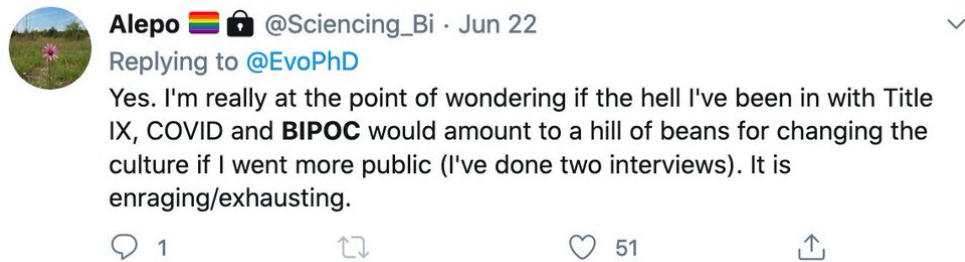 Alepo 🏳️‍🌈 🔒 @Sciencing_Bi · Jun 22
Replying to @EvoPhD
Yes. I'm really at the point of wondering if the hell I've been in with Title
IX, COVID and BIPOC would amount to a hill of beans for changing the
culture if I went more public (I've done two interviews). It is
enraging/exhausting.
1 51